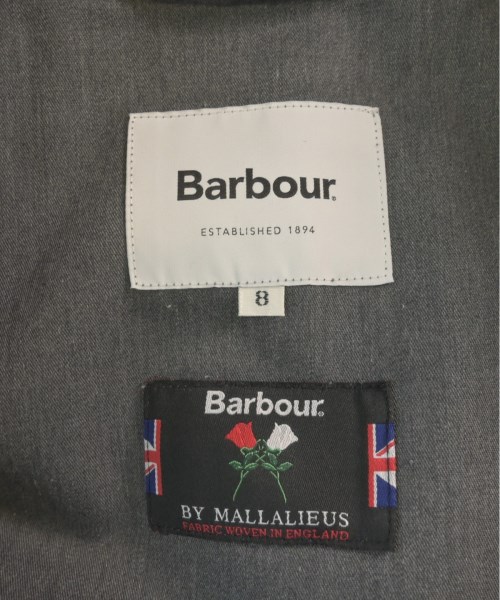 Barbour®
ESTABLISHED 1894
8
Barbour®
BY MALLALIEUS
FABRIC WOVEN IN ENGLAND